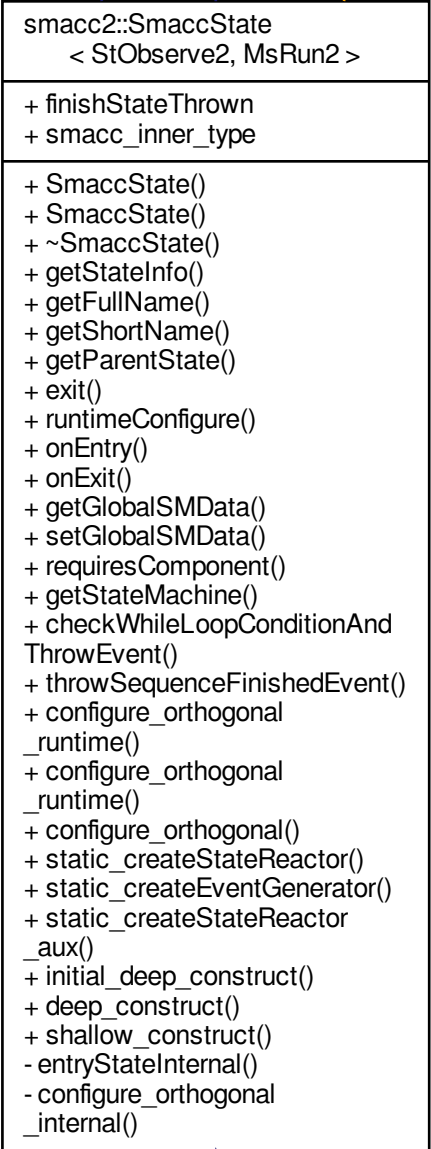 smacc2::SmaccState
< StObserve2, MsRun2 >
+ finishStateThrown
+ smacc_inner_type
+ SmaccState()
+ SmaccState()
+ ~SmaccState()
+ getStateInfo()
+ getFullName()
+ getShortName()
+ getParentState()
+ exit()
+ runtimeConfigure()
+ onEntry()
+ onExit()
+ getGlobalSMData()
+ setGlobalSMData()
+ requiresComponent()
+ getStateMachine()
+ checkWhileLoopConditionAnd
ThrowEvent()
+ throwSequenceFinishedEvent()
+ configure_orthogonal
_runtime()
+ configure_orthogonal
_runtime()
+ configure_orthogonal()
+ static_createStateReactor()
+ static_createEventGenerator()
+ static_createStateReactor
_aux()
+ initial_deep_construct()
+ deep_construct()
+ shallow_construct()
- entryStateInternal()
- configure_orthogonal
_internal()